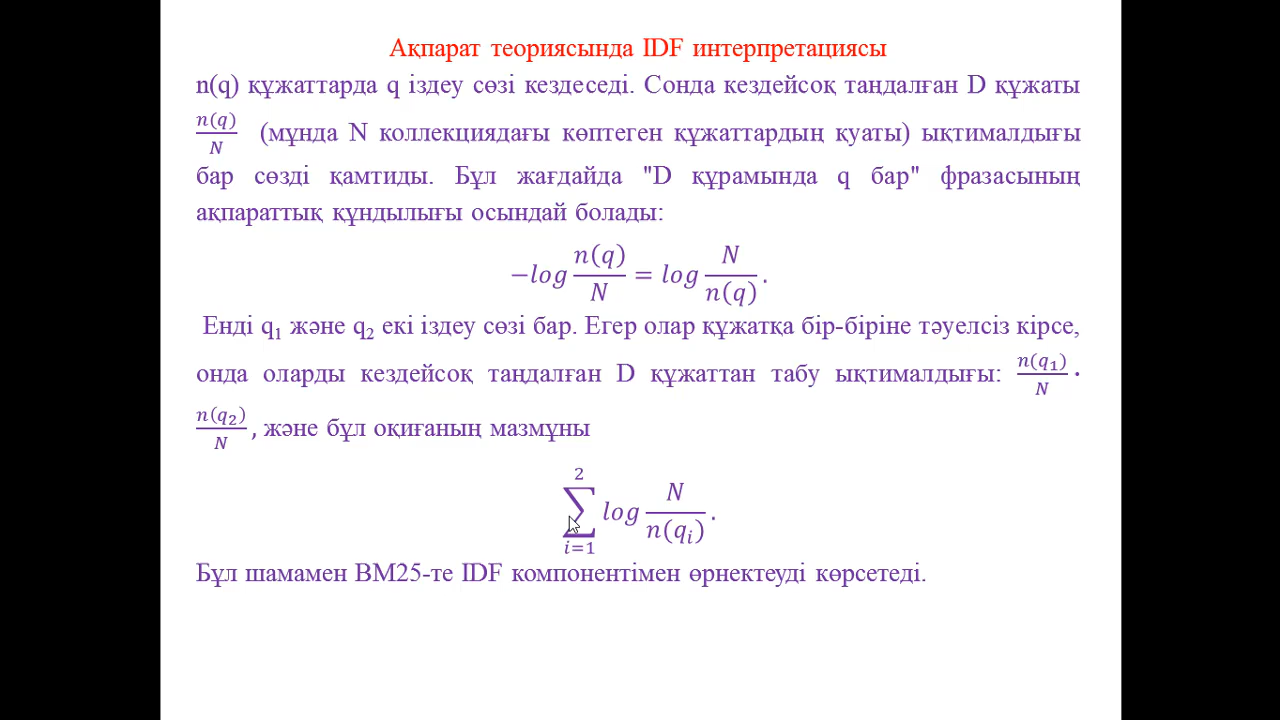 Ақпарат теориясында IDF интерпретациясы
n(q) құжаттарда q іздеу сөзі кездеседі. Сонда кездейсоқ таңдалған D құжаты
n(q)/N (мұнда N коллекциядағы көптеген құжаттардың қуаты) ықтималдығы
бар сөзді қамтиды. Бұл жағдайда "D құрамында q бар" фразасының
ақпараттық құндылығы осындай болады:
−log n(q)/N = log N/n(q).
Енді q₁ және q₂ екі іздеу сөзі бар. Егер олар құжатқа бір-біріне тәуелсіз кірсе,
онда оларды кездейсоқ таңдалған D құжаттан табу ықтималдығы: n(q₁)/N ·
n(q₂)/N, және бұл оқиғаның мазмұны
∑_{i=1}^{2} log N/n(qᵢ).
Бұл шамамен BM25-те IDF компонентімен өрнектеуді көрсетеді.